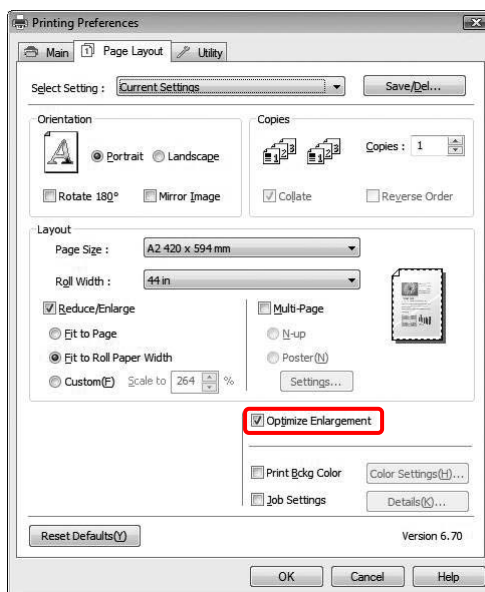 Printing Preferences
Main
Page Layout
Utility
Select Setting :
Current Settings
Save/Del...
Orientation
Portrait
Landscape
Rotate 180°
Mirror Image
Copies
Copies :
1
Collate
Reverse Order
Layout
Page Size :
A2 420 x 594 mm
Roll Width :
44 in
Reduce/Enlarge
Fit to Page
Fit to Roll Paper Width
Custom(F)
Scale to
264
%
Multi-Page
N-up
Poster(N)
Settings...
Optimize Enlargement
Print Bckg Color
Color Settings(H)...
Job Settings
Details(K)...
Reset Defaults(Y)
Version 6.70
OK
Cancel
Help